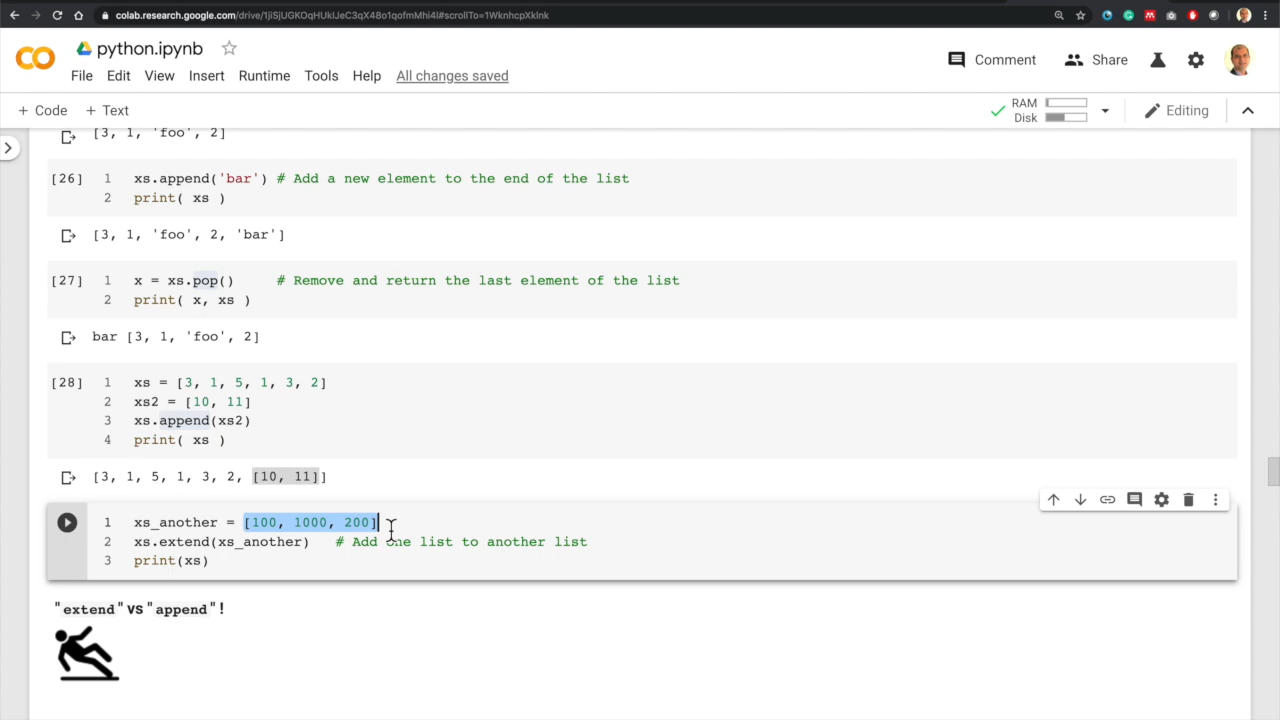 colab.research.google.com/drive/1jiSjUGKOqHUkIJeC3qX48o1qofmMhi4l#scrollTo=1WknhcpXklnk
python.ipynb
File Edit View Insert Runtime Tools Help All changes saved
Comment Share
+ Code + Text
RAM
Disk
Editing
[3, 1, 'foo', 2]
[26] 1 xs.append('bar') # Add a new element to the end of the list
2 print( xs )
[3, 1, 'foo', 2, 'bar']
[27] 1 x = xs.pop() # Remove and return the last element of the list
2 print( x, xs )
bar [3, 1, 'foo', 2]
[28] 1 xs = [3, 1, 5, 1, 3, 2]
2 xs2 = [10, 11]
3 xs.append(xs2)
4 print( xs )
[3, 1, 5, 1, 3, 2, [10, 11]]
1 xs_another = [100, 1000, 200]
2 xs.extend(xs_another) # Add one list to another list
3 print(xs)
"extend" VS "append"!